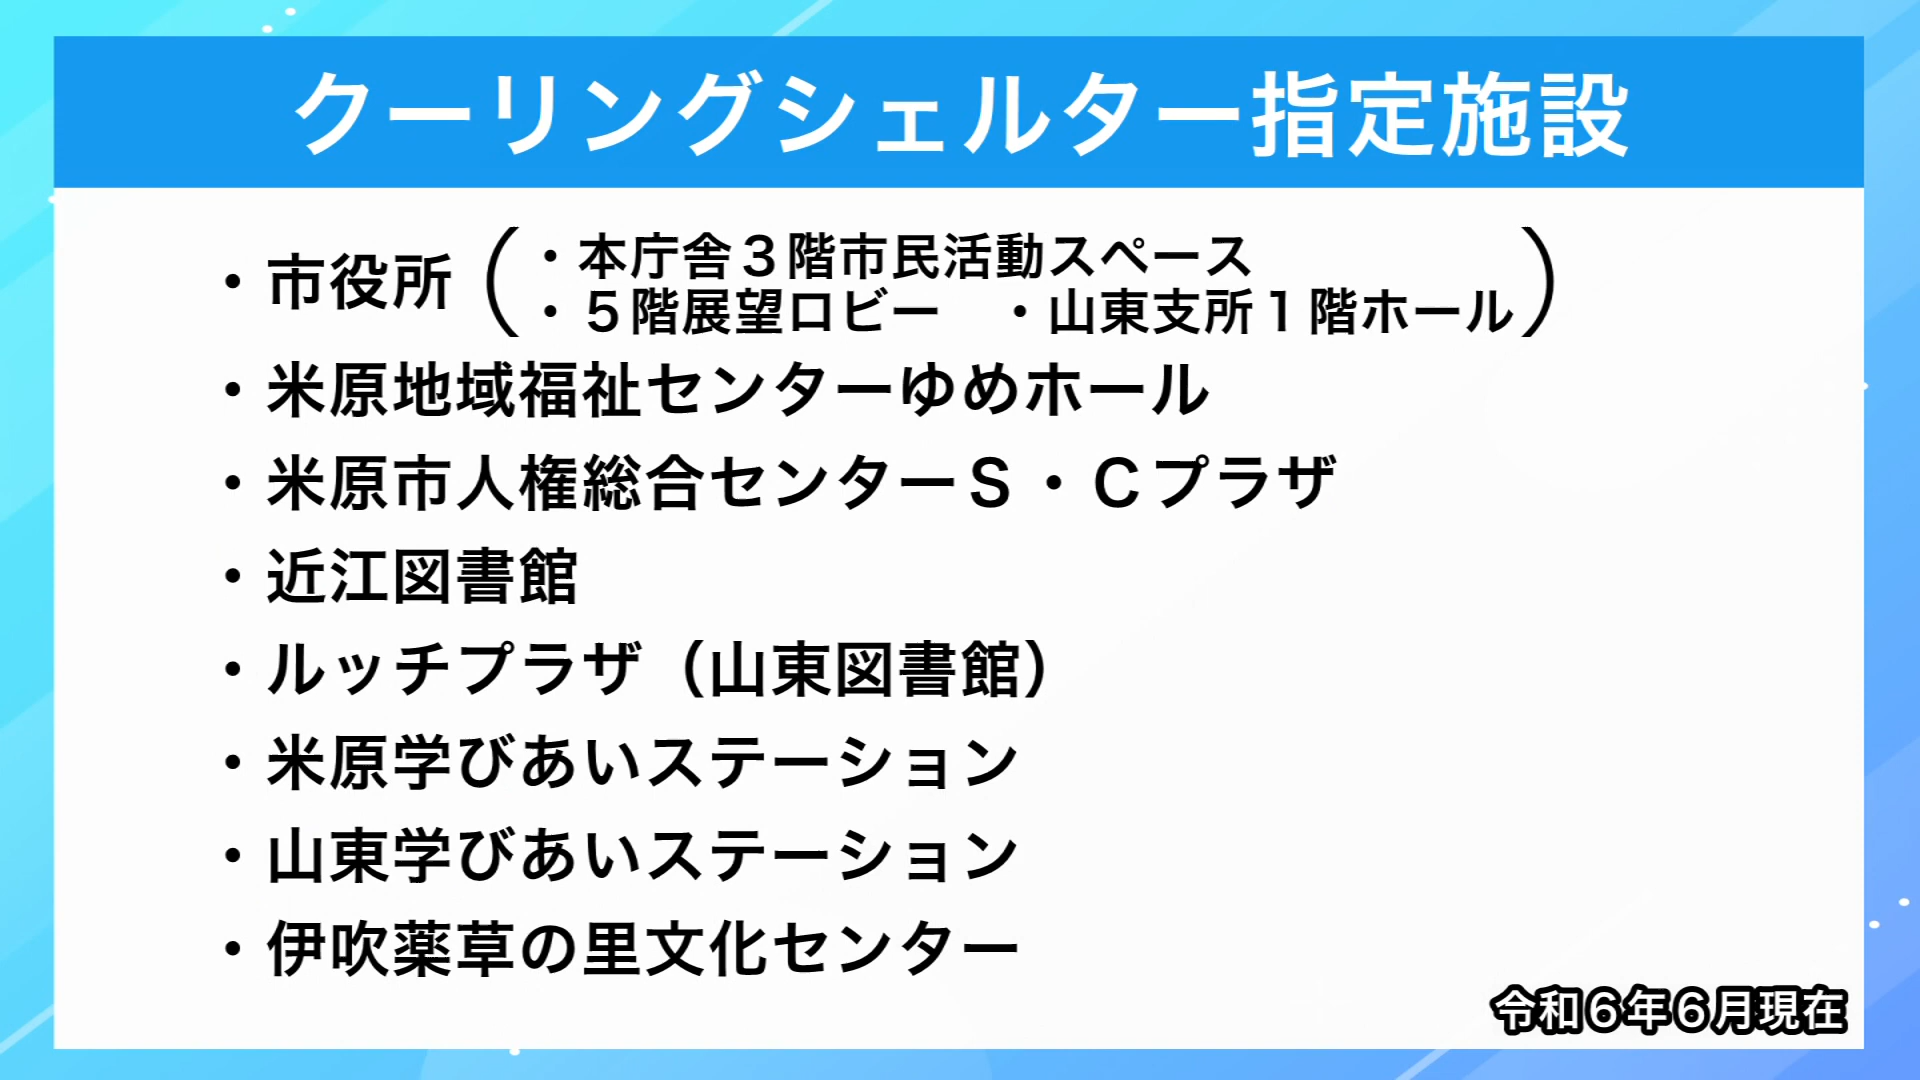 クーリングシェルター指定施設
・市役所（・本庁舎３階市民活動スペース
・５階展望ロビー　・山東支所１階ホール）
・米原地域福祉センターゆめホール
・米原市人権総合センターＳ・Ｃプラザ
・近江図書館
・ルッチプラザ（山東図書館）
・米原学びあいステーション
・山東学びあいステーション
・伊吹薬草の里文化センター
令和６年６月現在